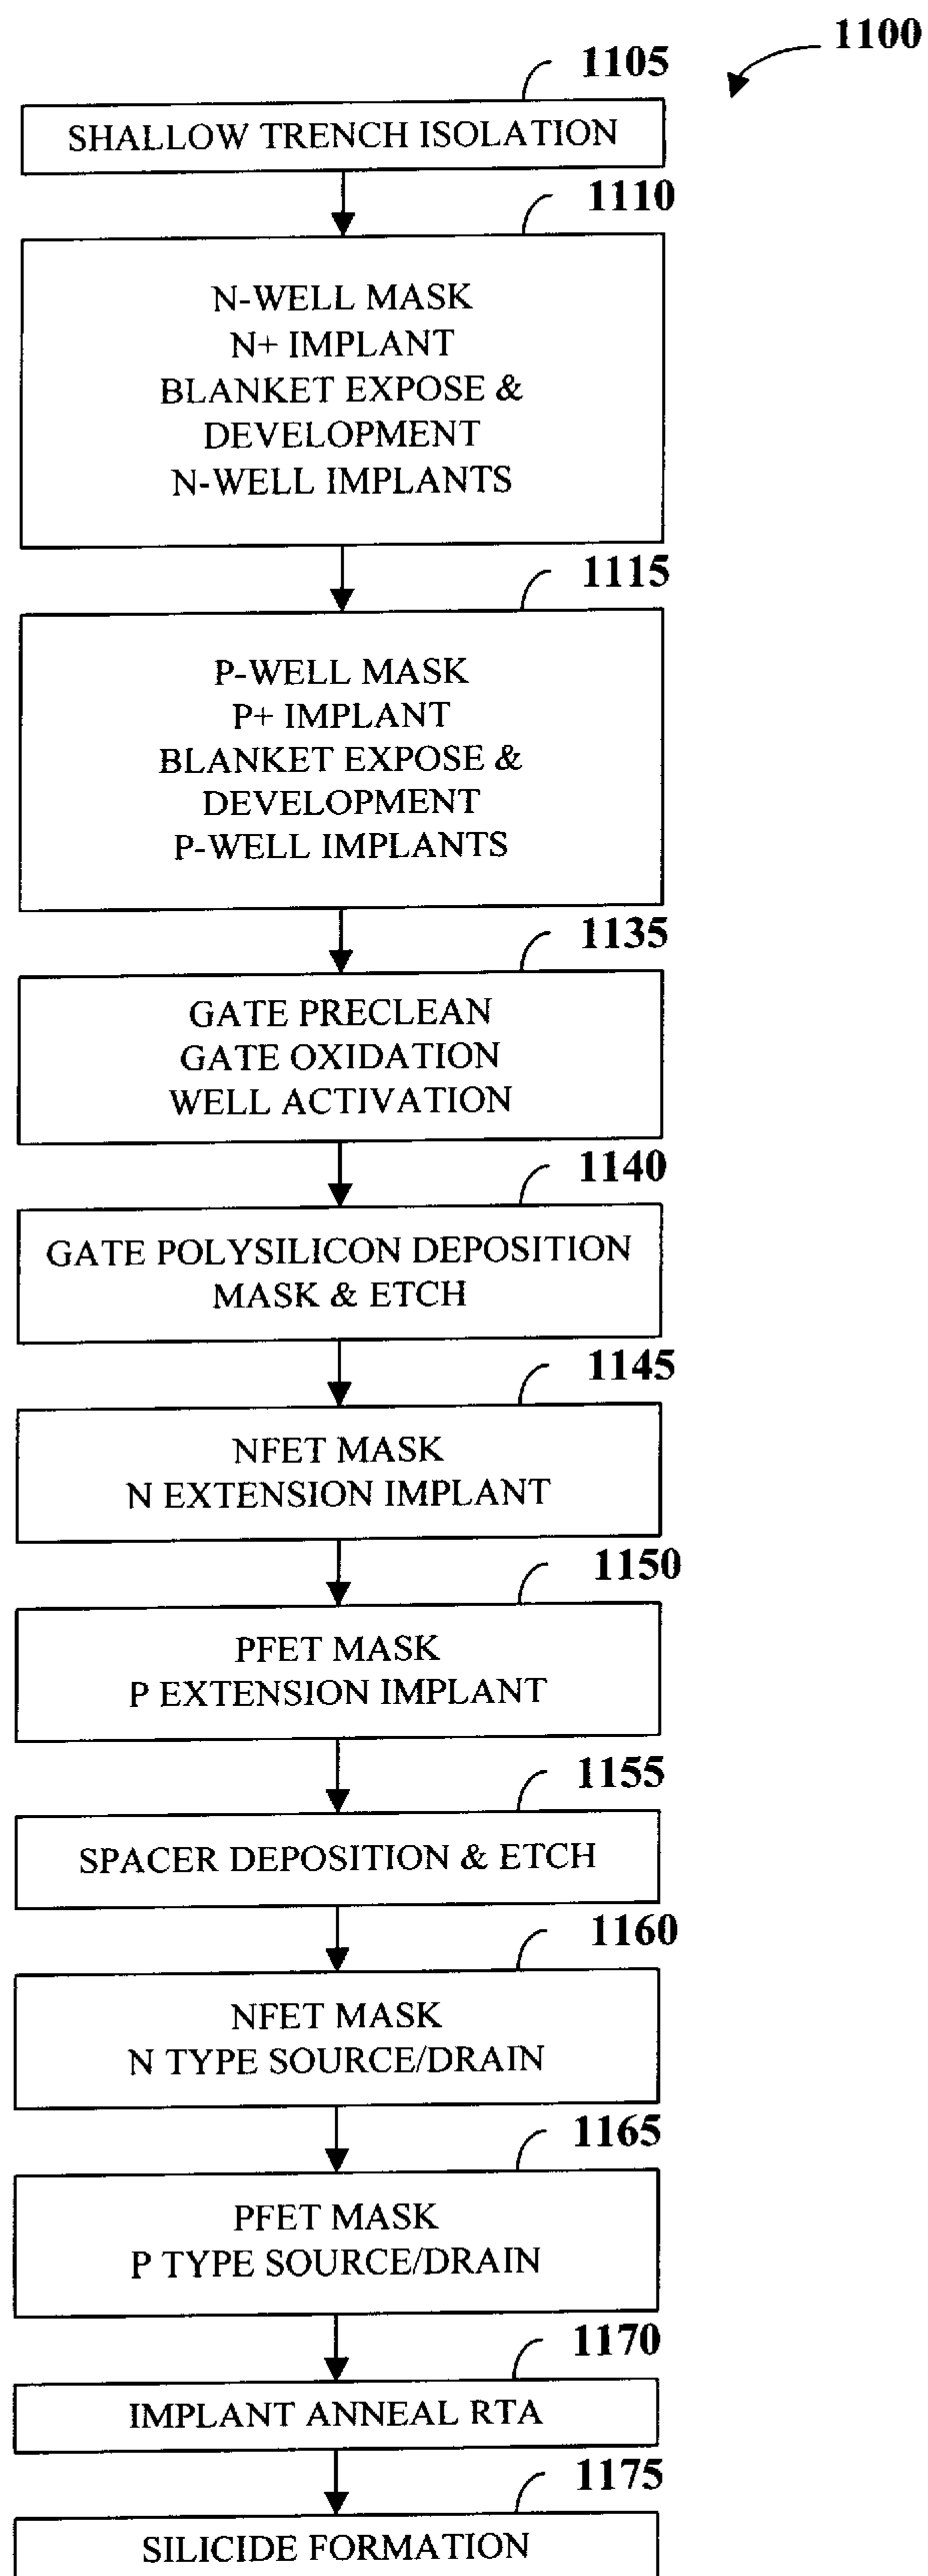 1100
1105
SHALLOW TRENCH ISOLATION
1110
N-WELL MASK
N+ IMPLANT
BLANKET EXPOSE &
DEVELOPMENT
N-WELL IMPLANTS
1115
P-WELL MASK
P+ IMPLANT
BLANKET EXPOSE &
DEVELOPMENT
P-WELL IMPLANTS
1135
GATE PRECLEAN
GATE OXIDATION
WELL ACTIVATION
1140
GATE POLYSILICON DEPOSITION
MASK & ETCH
1145
NFET MASK
N EXTENSION IMPLANT
1150
PFET MASK
P EXTENSION IMPLANT
1155
SPACER DEPOSITION & ETCH
1160
NFET MASK
N TYPE SOURCE/DRAIN
1165
PFET MASK
P TYPE SOURCE/DRAIN
1170
IMPLANT ANNEAL RTA
1175
SILICIDE FORMATION